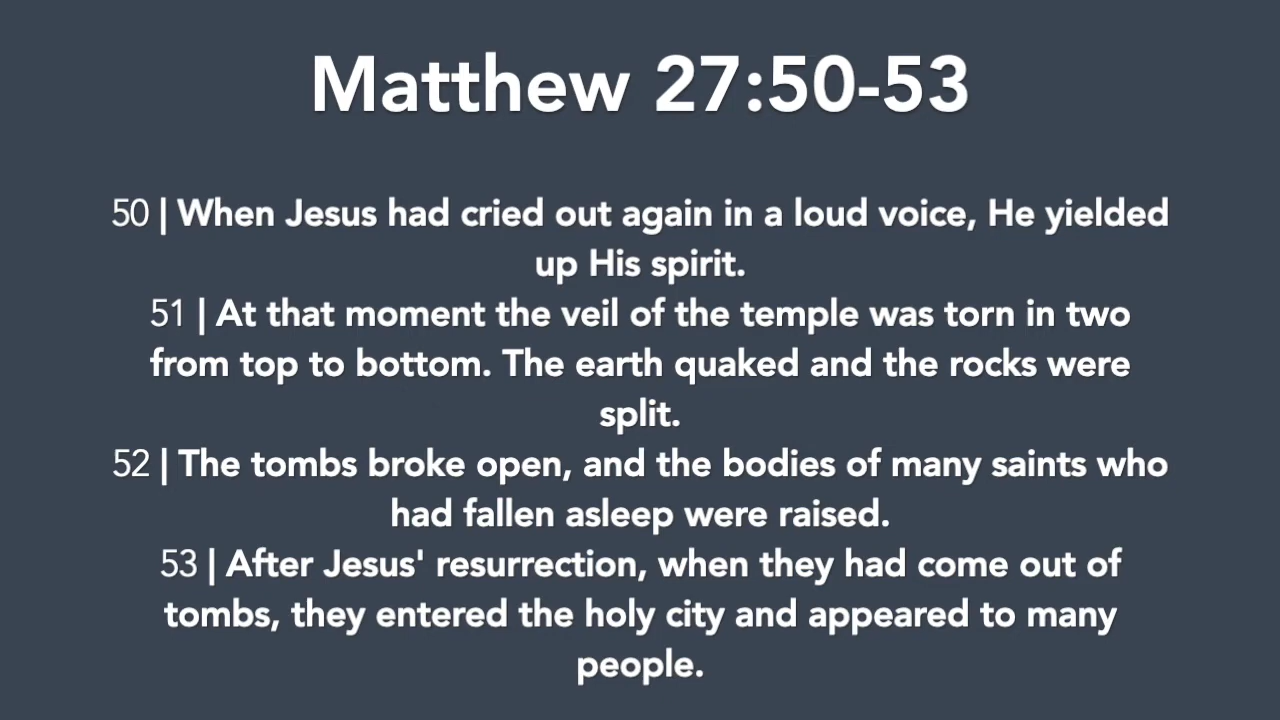 Matthew 27:50-53
50 | When Jesus had cried out again in a loud voice, He yielded
up His spirit.
51 | At that moment the veil of the temple was torn in two
from top to bottom. The earth quaked and the rocks were
split.
52 | The tombs broke open, and the bodies of many saints who
had fallen asleep were raised.
53 | After Jesus' resurrection, when they had come out of
tombs, they entered the holy city and appeared to many
people.